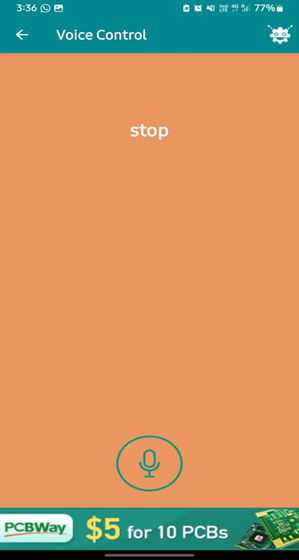 3:36 77%
Voice Control
stop
PCBWay $5 for 10 PCBs